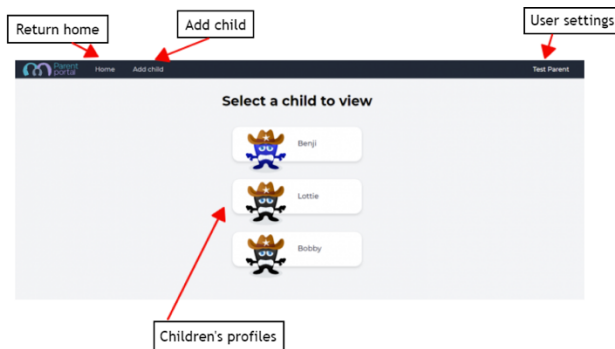 Return home
Add child
User settings
Parent
portal
Home
Add child
Test Parent
Select a child to view
Benji
Lottie
Bobby
Children's profiles